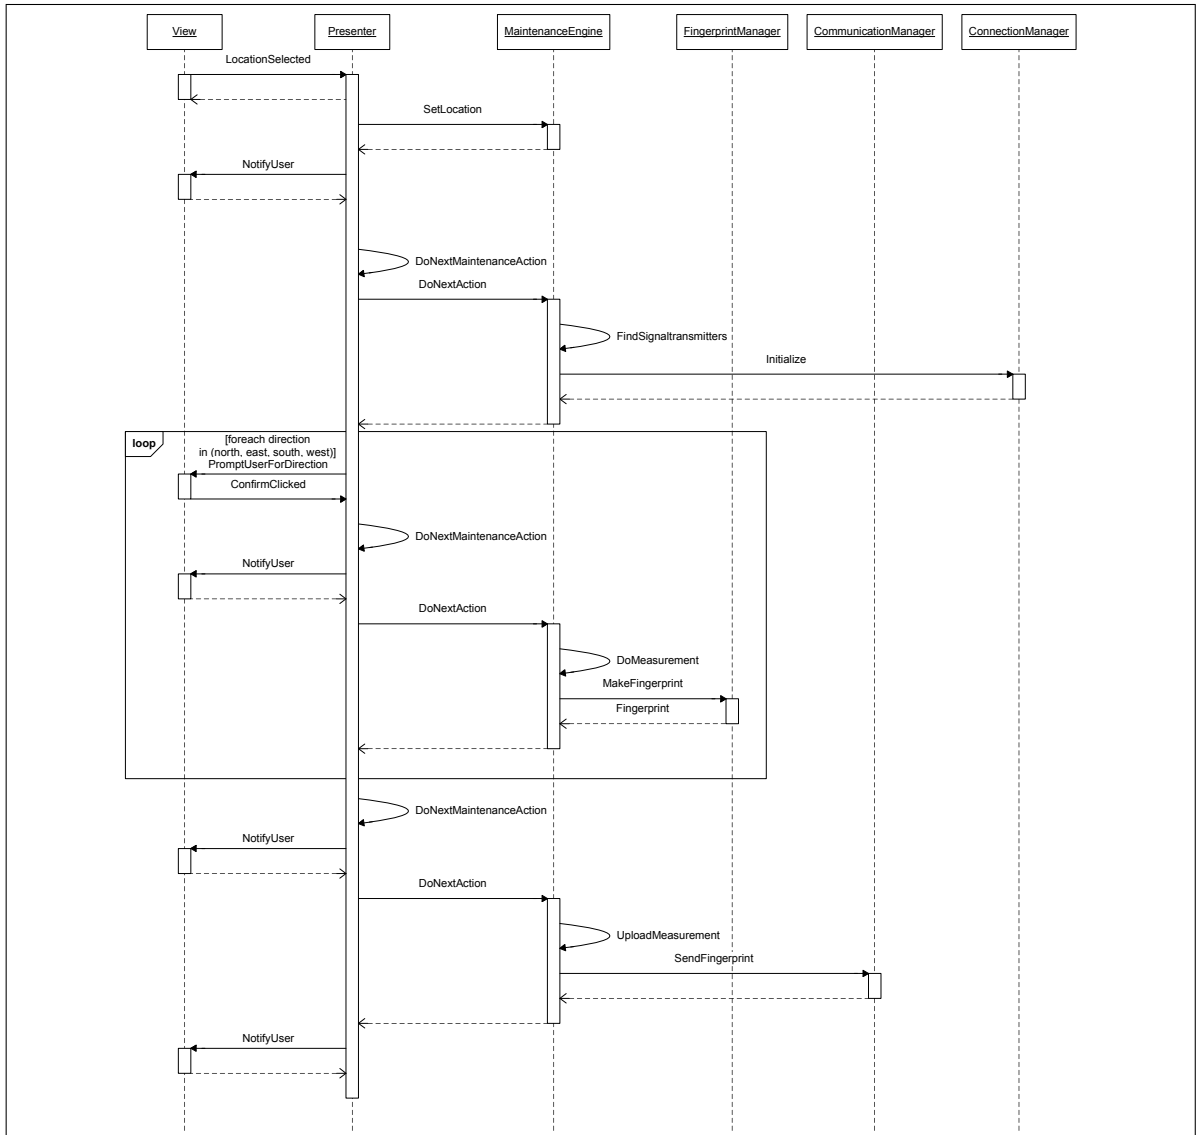 View
Presenter
MaintenanceEngine
FingerprintManager
CommunicationManager
ConnectionManager
LocationSelected
SetLocation
NotifyUser
DoNextMaintenanceAction
DoNextAction
FindSignaltransmitters
Initialize
loop
[foreach direction
in (north, east, south, west)]
PromptUserForDirection
ConfirmClicked
DoNextMaintenanceAction
NotifyUser
DoNextAction
DoMeasurement
MakeFingerprint
Fingerprint
DoNextMaintenanceAction
NotifyUser
DoNextAction
UploadMeasurement
SendFingerprint
NotifyUser